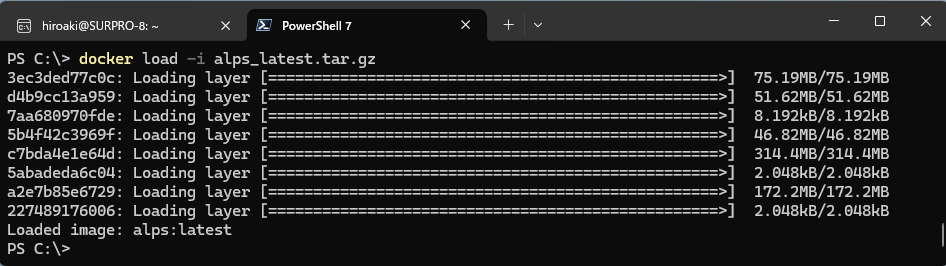 hiroaki@SURPRO-8: ~ PowerShell 7
PS C:\> docker load -i alps_latest.tar.gz
3ec3ded77c0c: Loading layer [==================================================>]  75.19MB/75.19MB
d4b9cc13a959: Loading layer [==================================================>]  51.62MB/51.62MB
7aa680970fde: Loading layer [==================================================>]  8.192kB/8.192kB
5b4f42c3969f: Loading layer [==================================================>]  46.82MB/46.82MB
c7bda4e1e64d: Loading layer [==================================================>]  314.4MB/314.4MB
5abadeda6c04: Loading layer [==================================================>]  2.048kB/2.048kB
a2e7b85e6729: Loading layer [==================================================>]  172.2MB/172.2MB
227489176006: Loading layer [==================================================>]  2.048kB/2.048kB
Loaded image: alps:latest
PS C:\>